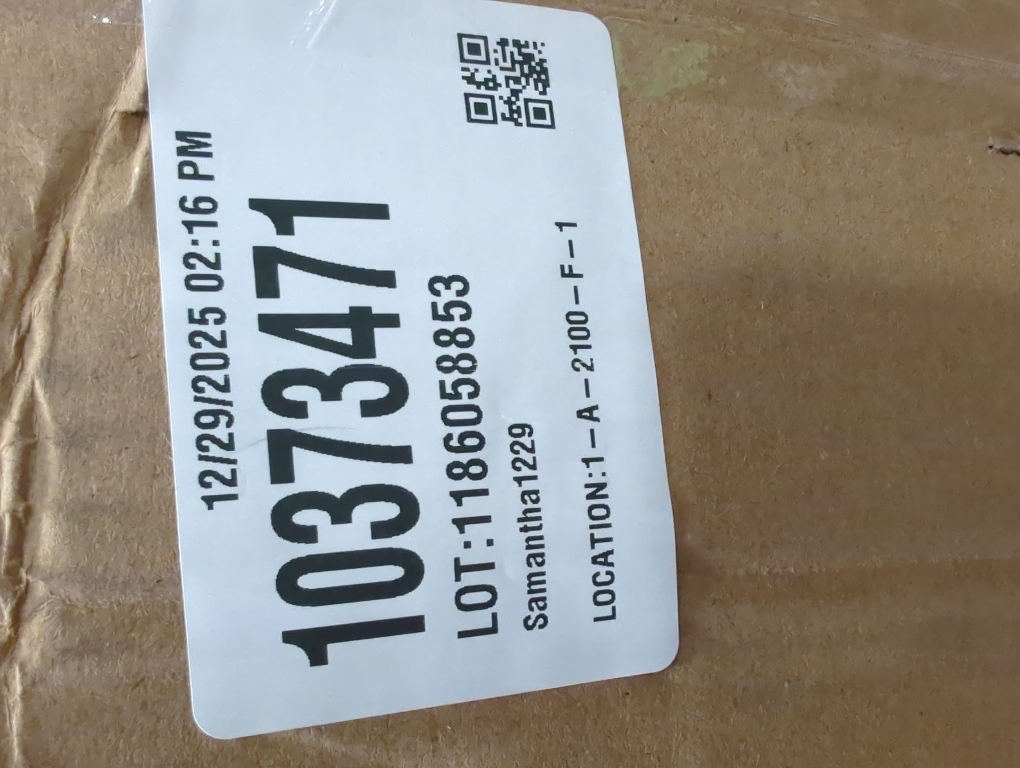 12/29/2025 02:16 PM
10373471
LOT:1186058853
Samantha1229
LOCATION:1-A-2100-F-1